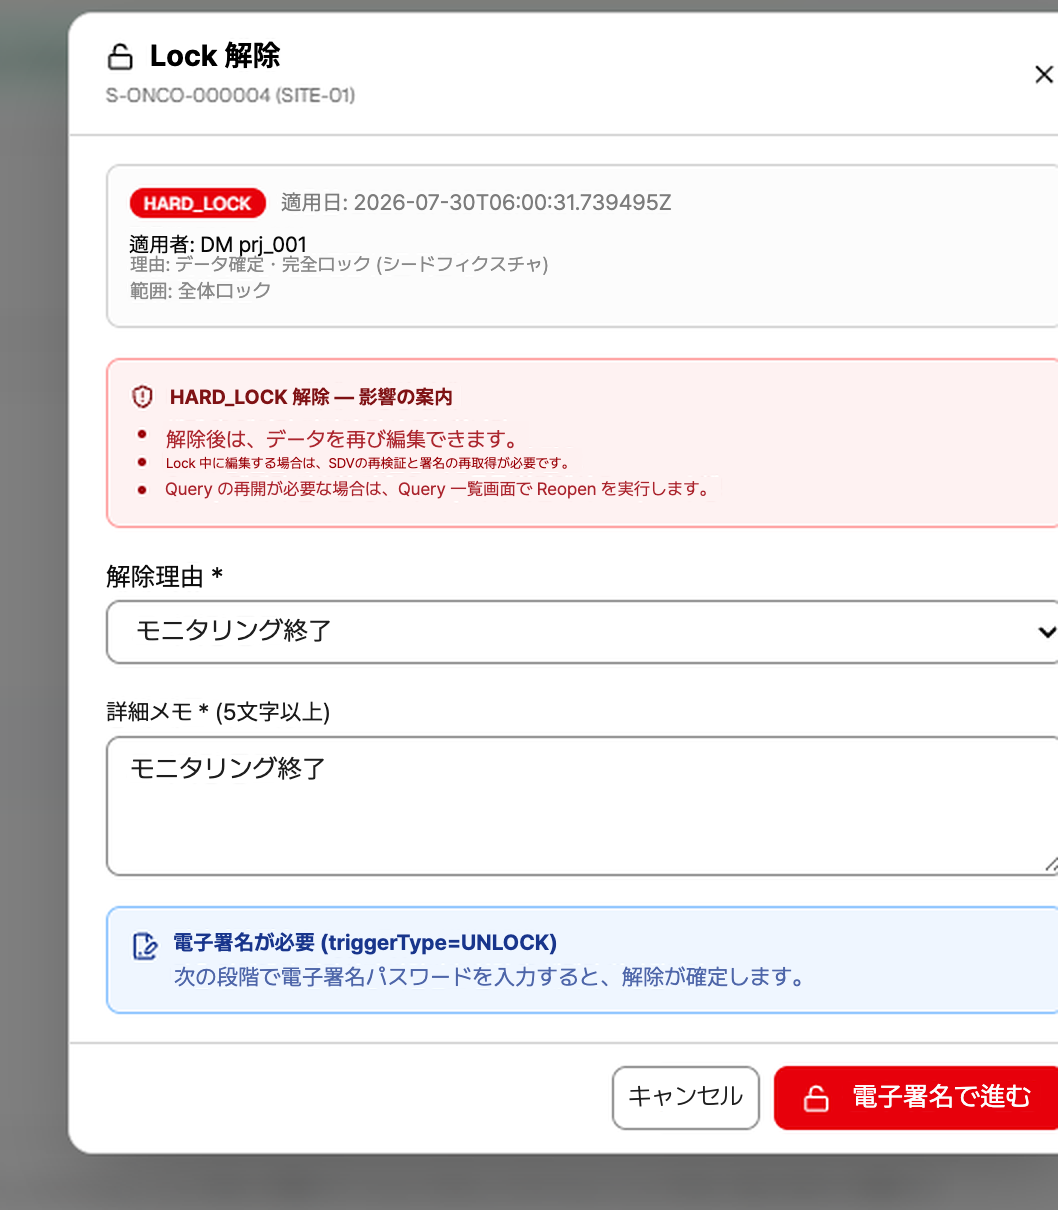 Lock 解除
S-ONCO-000004 (SITE-01)
HARD_LOCK 適用日: 2026-07-30T06:00:31.739495Z
適用者: DM prj_001
理由: データ確定・完全ロック (シードフィクスチャ)
範囲: 全体ロック
HARD_LOCK 解除 — 影響の案内
解除後は、データを再び編集できます。
Lock 中に編集する場合は、SDVの再検証と署名の再取得が必要です。
Query の再開が必要な場合は、Query 一覧画面で Reopen を実行します。
解除理由 *
モニタリング終了
詳細メモ * (5文字以上)
モニタリング終了
電子署名が必要 (triggerType=UNLOCK)
次の段階で電子署名パスワードを入力すると、解除が確定します。
キャンセル
電子署名で進む